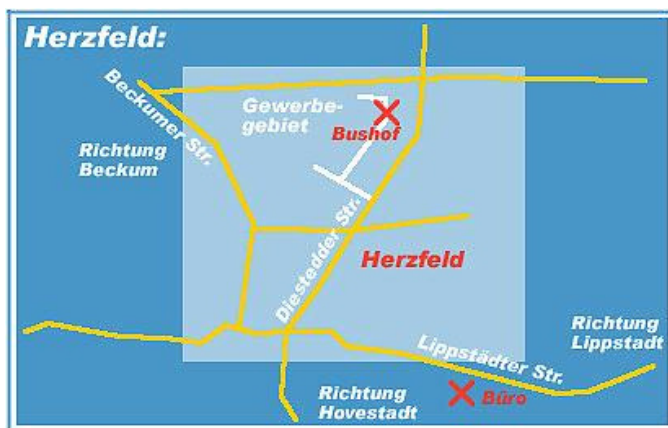 Herzfeld:
Beckumer Str.
Gewerbe-
gebiet
Bushof
Richtung
Beckum
Diestedder Str.
Herzfeld
Richtung
Lippstadt
Lippstädter Str.
Richtung
Hovestadt
Büro